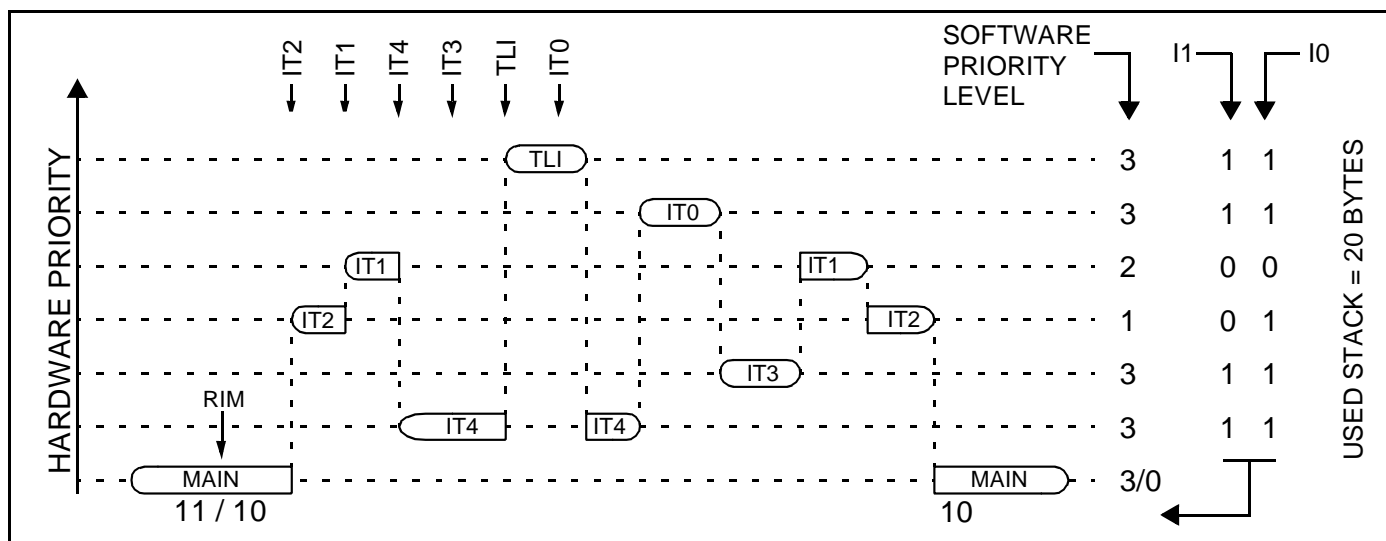 IT2
IT1
IT4
IT3
TLI
IT0
SOFTWARE
PRIORITY
LEVEL
I1
I0
HARDWARE PRIORITY
TLI
3
1 1
IT0
3
1 1
IT1
IT1
2
0 0
IT2
IT2
1
0 1
IT3
3
1 1
RIM
IT4
IT4
3
1 1
MAIN
MAIN
3/0
11 / 10
10
USED STACK = 20 BYTES